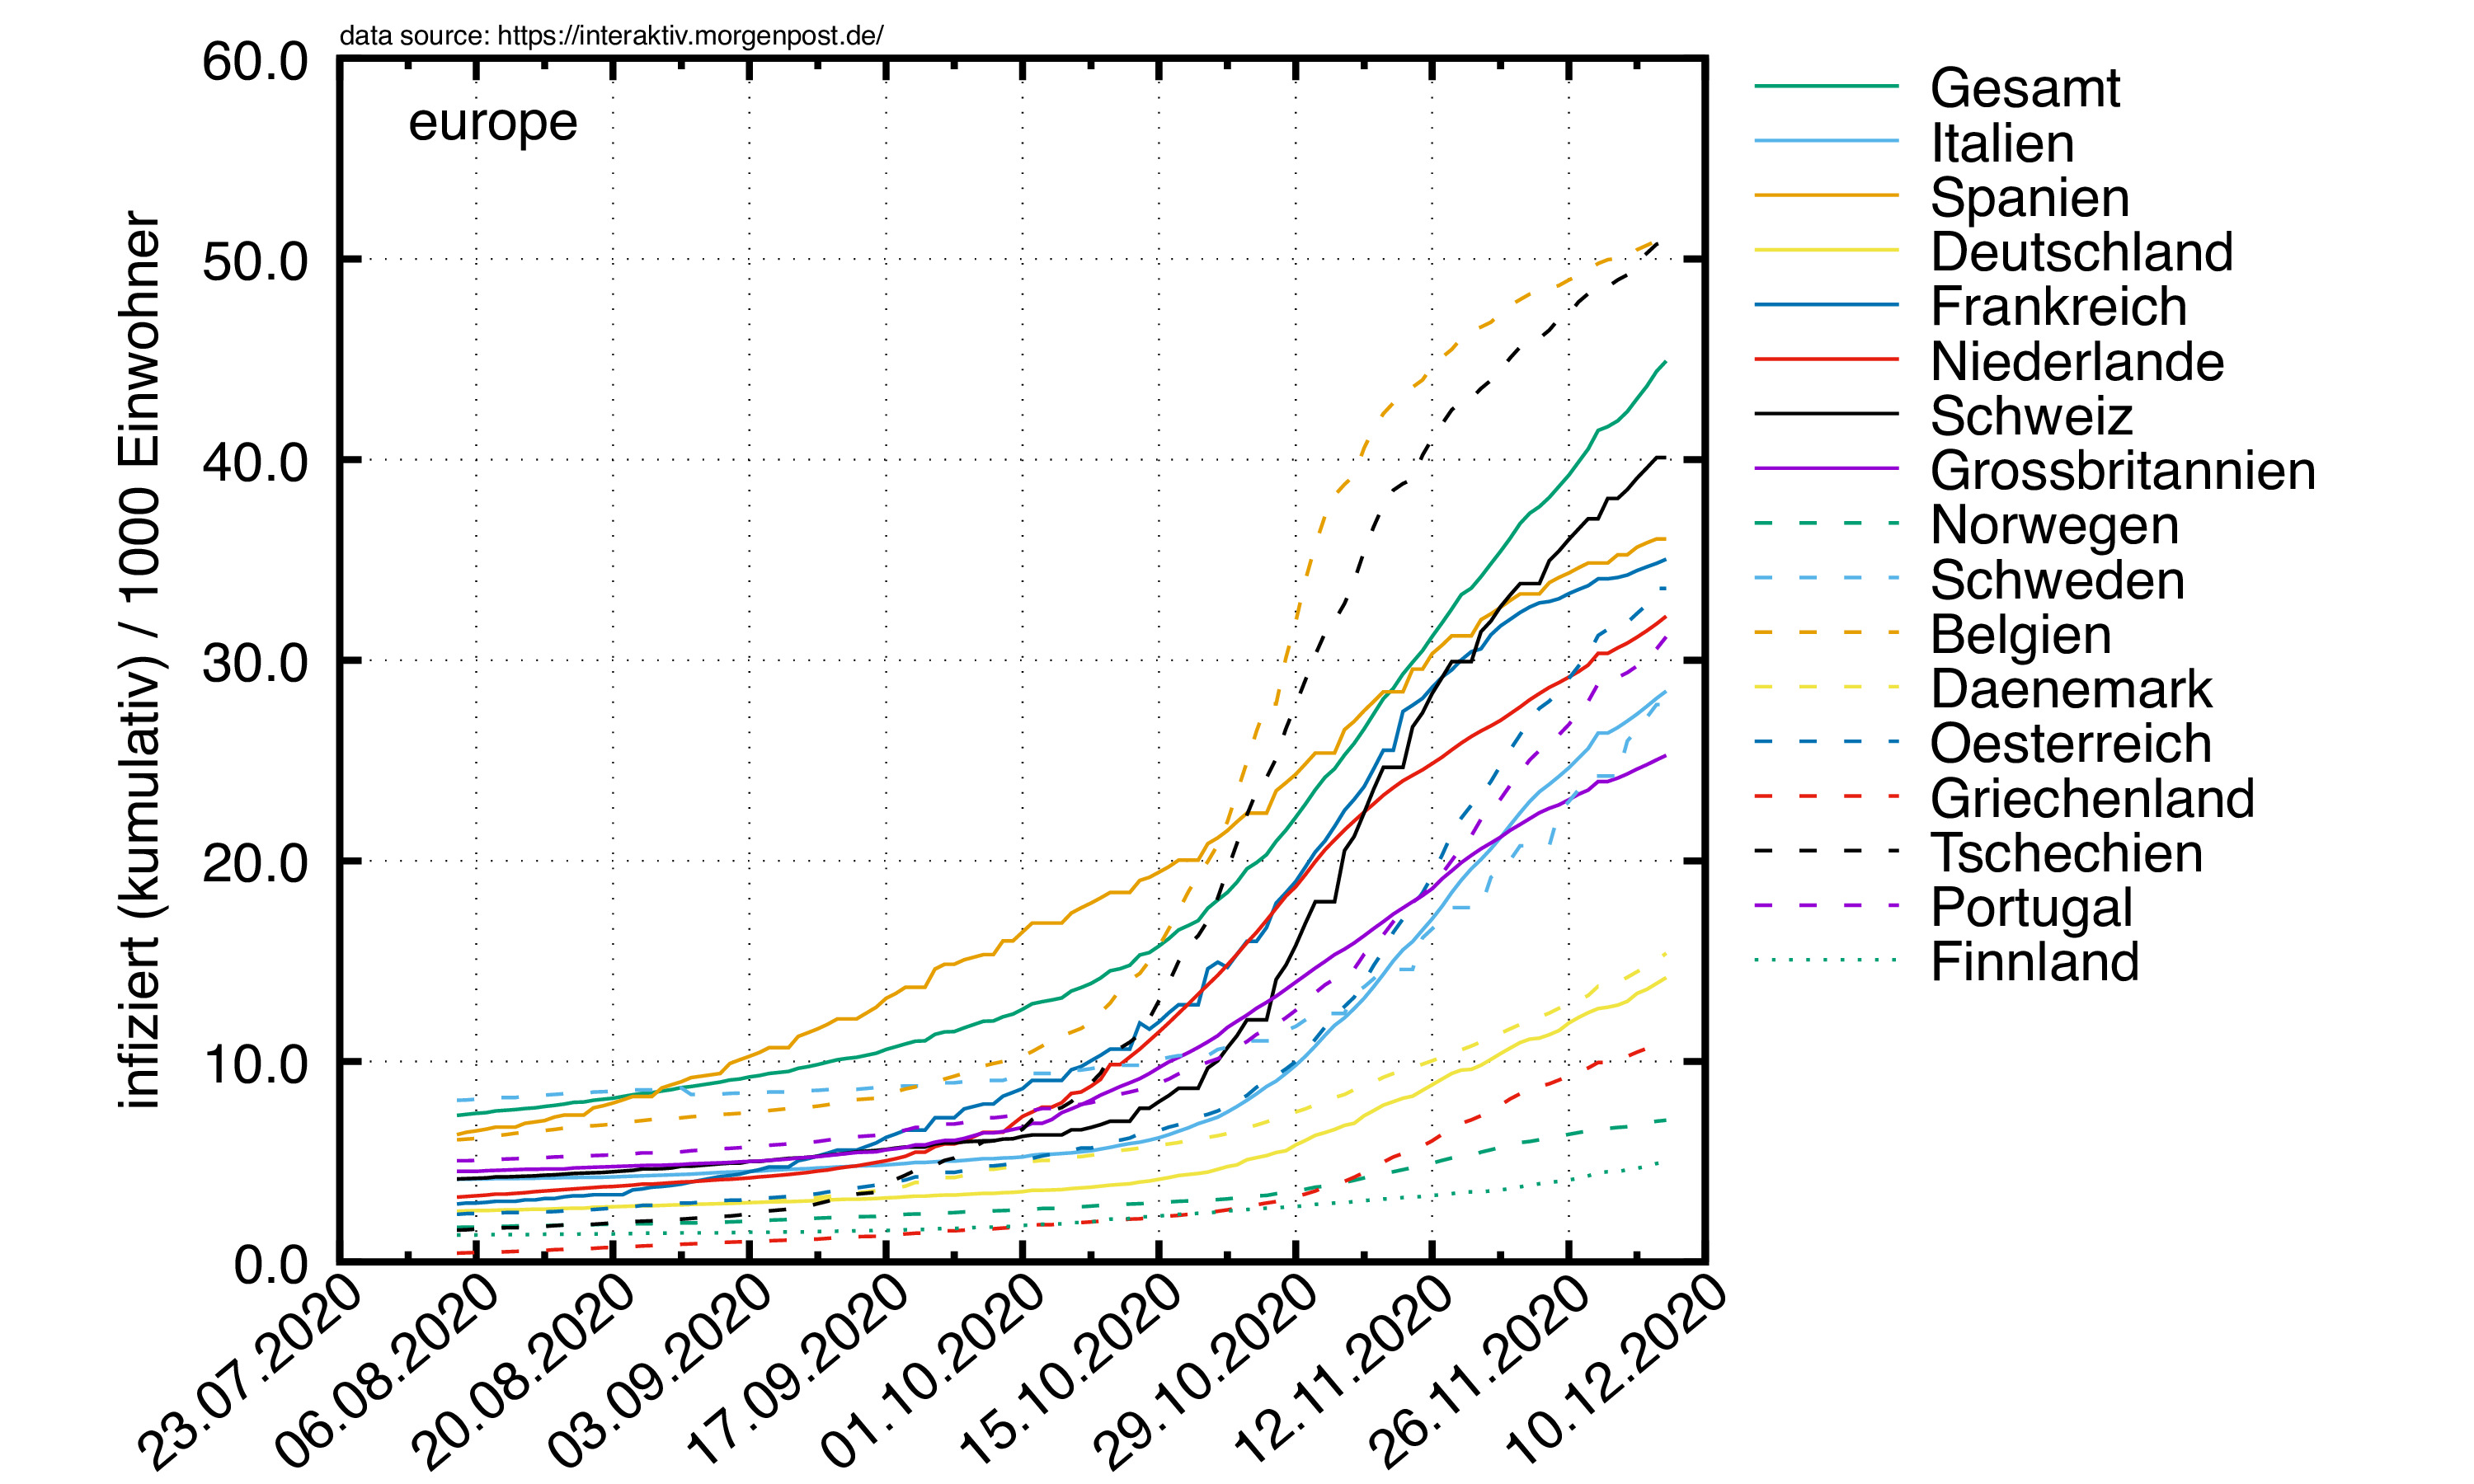 data source: https://interaktiv.morgenpost.de/
europe
infiziert (kumulativ) / 1000 Einwohner
60.0
50.0
40.0
30.0
20.0
10.0
0.0
23.07.2020
06.08.2020
20.08.2020
03.09.2020
17.09.2020
01.10.2020
15.10.2020
29.10.2020
12.11.2020
26.11.2020
10.12.2020
Gesamt
Italien
Spanien
Deutschland
Frankreich
Niederlande
Schweiz
Grossbritannien
Norwegen
Schweden
Belgien
Daenemark
Oesterreich
Griechenland
Tschechien
Portugal
Finnland